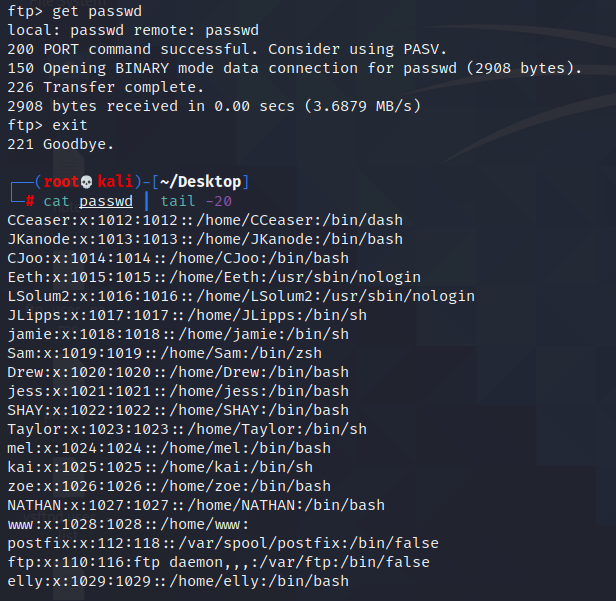 ftp> get passwd
local: passwd remote: passwd
200 PORT command successful. Consider using PASV.
150 Opening BINARY mode data connection for passwd (2908 bytes).
226 Transfer complete.
2908 bytes received in 0.00 secs (3.6879 MB/s)
ftp> exit
221 Goodbye.
┌──(root💀kali)-[~/Desktop]
└─# cat passwd | tail -20
CCeaser:x:1012:1012::/home/CCeaser:/bin/dash
JKanode:x:1013:1013::/home/JKanode:/bin/bash
CJoo:x:1014:1014::/home/CJoo:/bin/bash
Eeth:x:1015:1015::/home/Eeth:/usr/sbin/nologin
LSolum2:x:1016:1016::/home/LSolum2:/usr/sbin/nologin
JLipps:x:1017:1017::/home/JLipps:/bin/sh
jamie:x:1018:1018::/home/jamie:/bin/sh
Sam:x:1019:1019::/home/Sam:/bin/zsh
Drew:x:1020:1020::/home/Drew:/bin/bash
jess:x:1021:1021::/home/jess:/bin/bash
SHAY:x:1022:1022::/home/SHAY:/bin/bash
Taylor:x:1023:1023::/home/Taylor:/bin/sh
mel:x:1024:1024::/home/mel:/bin/bash
kai:x:1025:1025::/home/kai:/bin/sh
zoe:x:1026:1026::/home/zoe:/bin/bash
NATHAN:x:1027:1027::/home/NATHAN:/bin/bash
www:x:1028:1028::/home/www:
postfix:x:112:118::/var/spool/postfix:/bin/false
ftp:x:110:116:ftp daemon,,,:/var/ftp:/bin/false
elly:x:1029:1029::/home/elly:/bin/bash